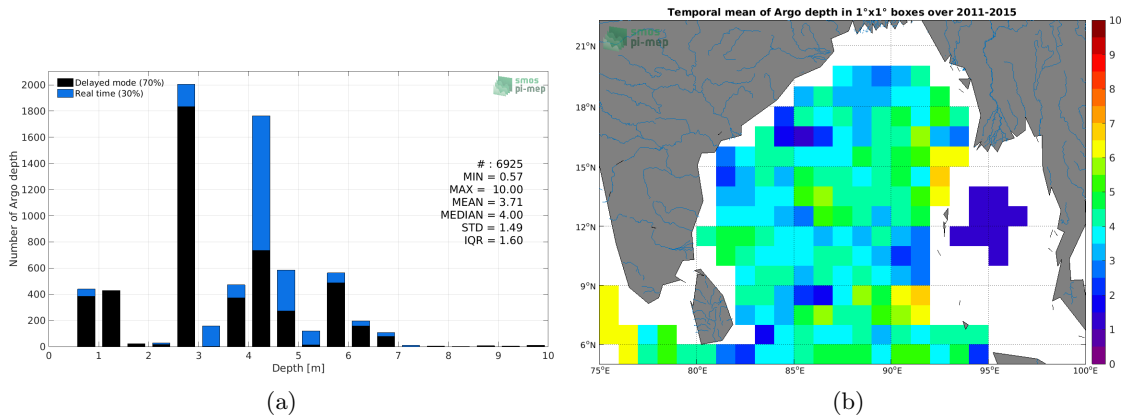 Delayed mode (70%)
Real time (30%)
smos
pi-mep
2000
1800
1600
1400
1200
1000
800
600
400
200
0
Number of Argo depth
# : 6925
MIN = 0.57
MAX = 10.00
MEAN = 3.71
MEDIAN = 4.00
STD = 1.49
IQR = 1.60
0 1 2 3 4 5 6 7 8 9 10
Depth [m]
(a)
Temporal mean of Argo depth in 1°x1° boxes over 2011-2015
smos
pi-mep
21°N
18°N
15°N
12°N
9°N
6°N
75°E 80°E 85°E 90°E 95°E 100°E
10
9
8
7
6
5
4
3
2
1
0
(b)